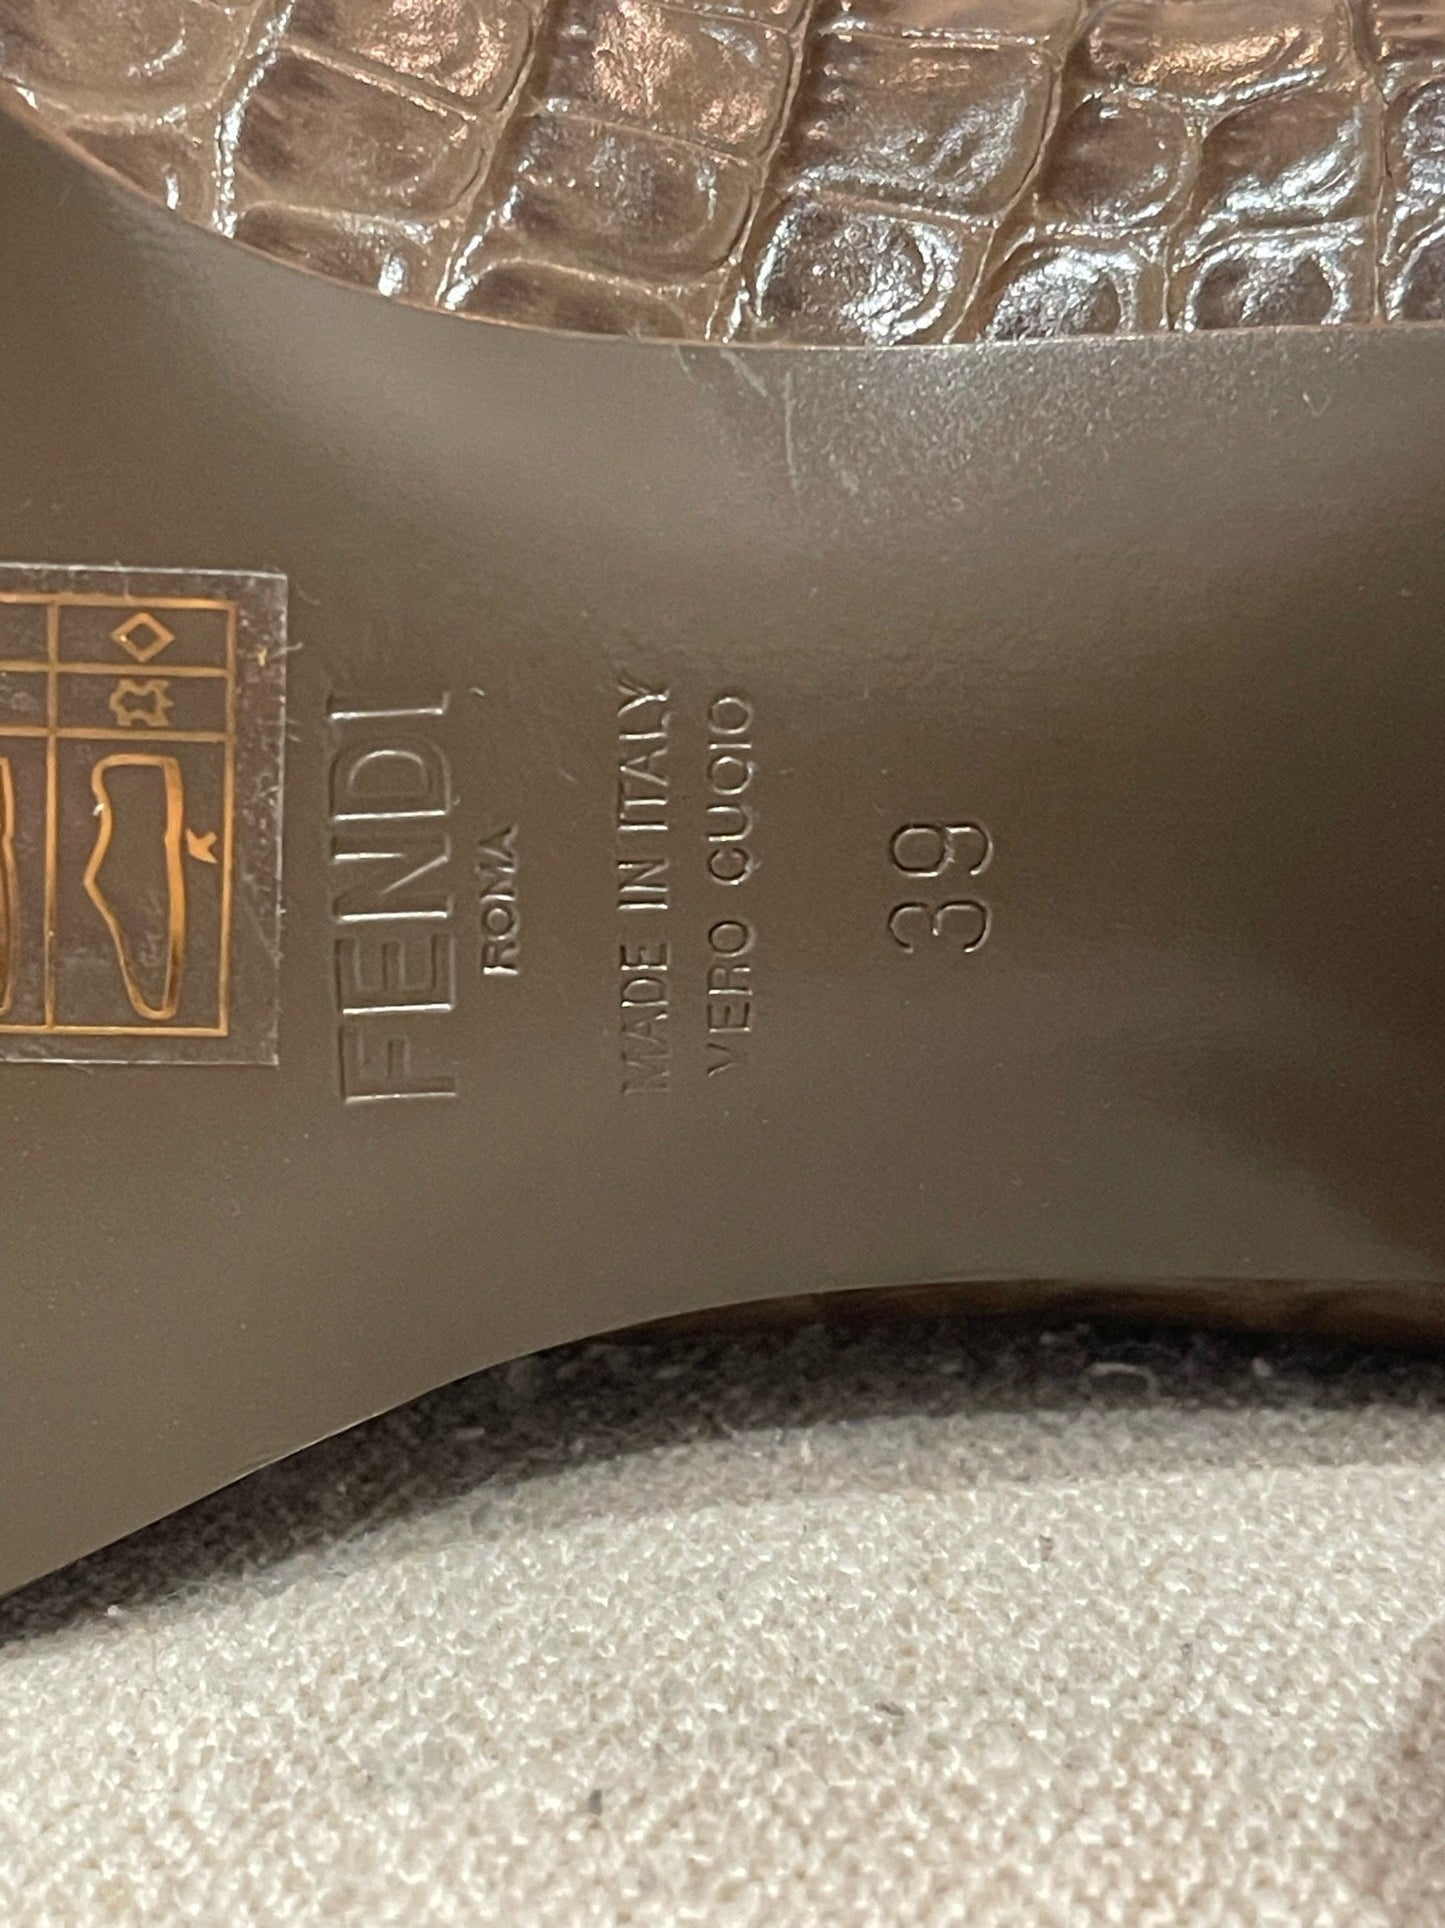 FENDI
ROMA
MADE IN ITALY
VERO CUOIO
39